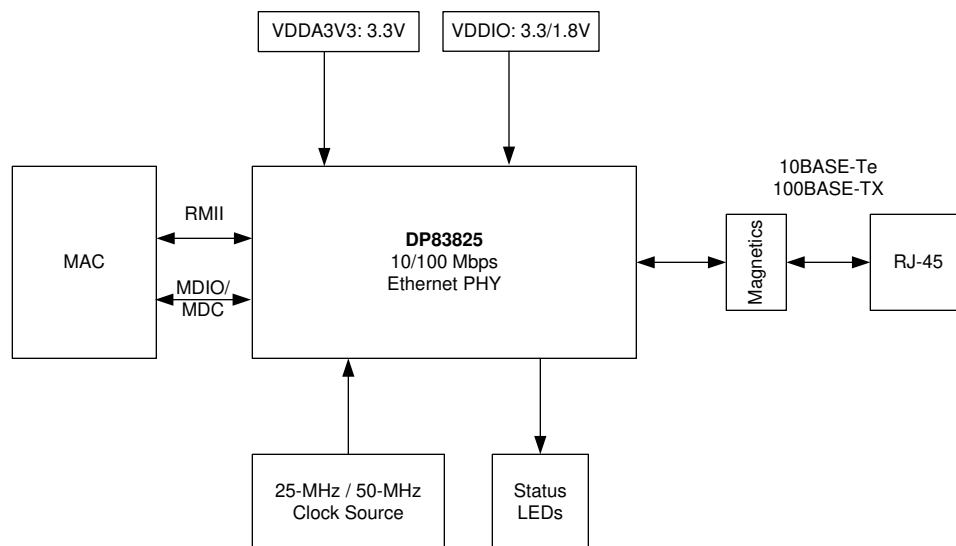 VDDA3V3: 3.3V
VDDIO: 3.3/1.8V
10BASE-Te
100BASE-TX
RMII
MAC
MDIO/
MDC
DP83825
10/100 Mbps
Ethernet PHY
Magnetics
RJ-45
25-MHz / 50-MHz
Clock Source
Status
LEDs